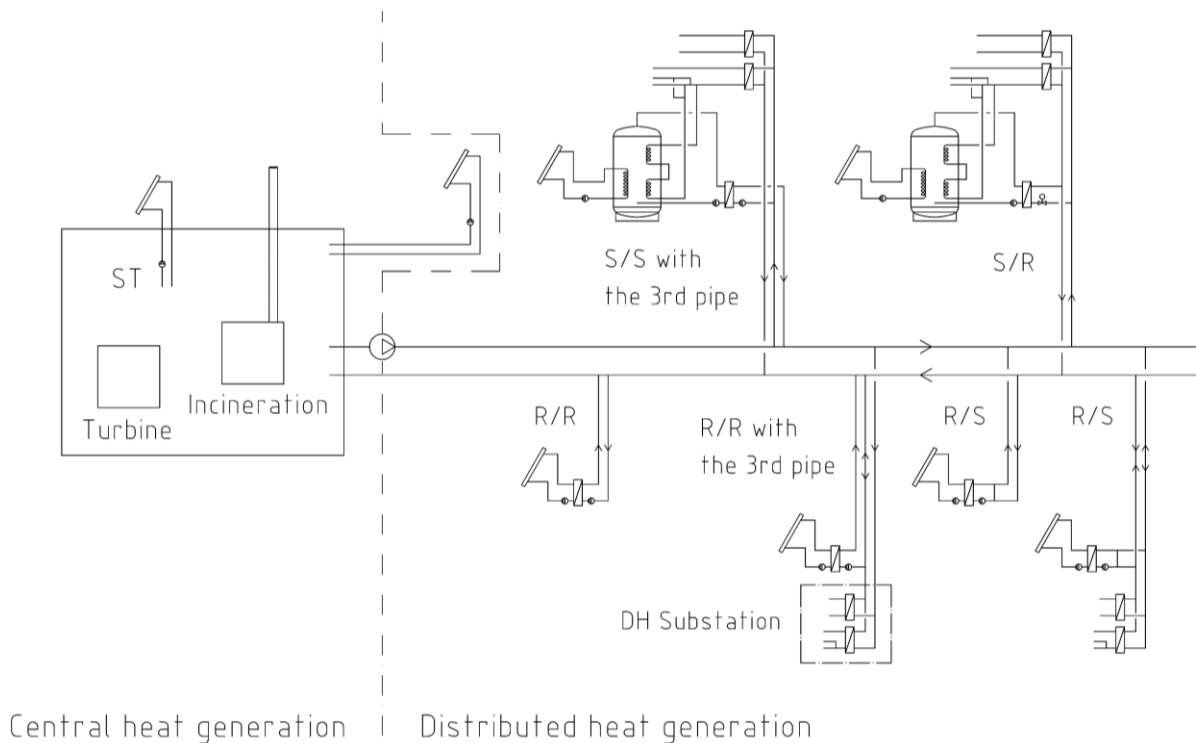 ST
Turbine
Incineration
S/S with
the 3rd pipe
S/R
R/R
R/R with
the 3rd pipe
R/S
R/S
DH Substation
Central heat generation
Distributed heat generation